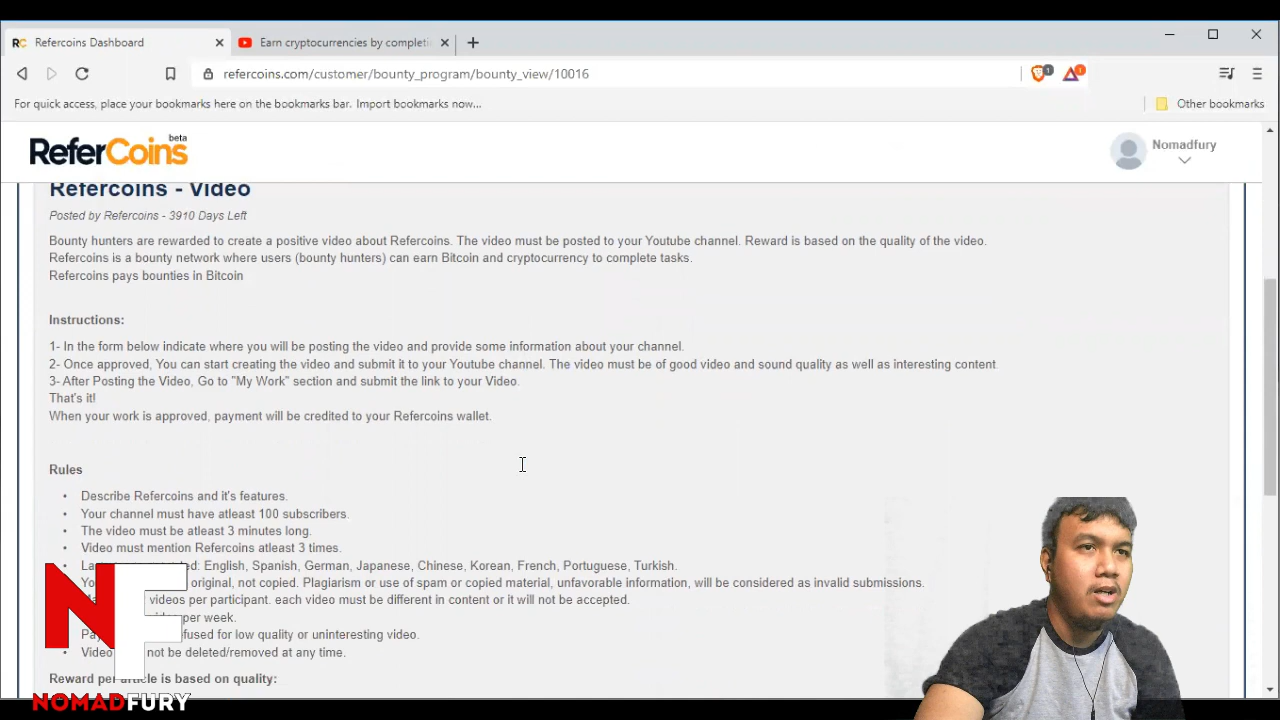 Refercoins Dashboard
Earn cryptocurrencies by completi
refercoins.com/customer/bounty_program/bounty_view/10016
1
1
For quick access, place your bookmarks here on the bookmarks bar. Import bookmarks now...
Other bookmarks
beta
ReferCoins
Nomadfury
Refercoins - Video
Posted by Refercoins - 3910 Days Left
Bounty hunters are rewarded to create a positive video about Refercoins. The video must be posted to your Youtube channel. Reward is based on the quality of the video.
Refercoins is a bounty network where users (bounty hunters) can earn Bitcoin and cryptocurrency to complete tasks.
Refercoins pays bounties in Bitcoin
Instructions:
1- In the form below indicate where you will be posting the video and provide some information about your channel.
2- Once approved, You can start creating the video and submit it to your Youtube channel. The video must be of good video and sound quality as well as interesting content
3- After Posting the Video, Go to "My Work" section and submit the link to your Video.
That's it!
When your work is approved, payment will be credited to your Refercoins wallet.
Rules
Describe Refercoins and it's features.
Your channel must have atleast 100 subscribers.
The video must be atleast 3 minutes long.
Video must mention Refercoins atleast 3 times.
English, Spanish, German, Japanese, Chinese, Korean, French, Portuguese, Turkish.
original, not copied. Plagiarism or use of spam or copied material, unfavorable information, will be considered as invalid submissions.
videos per participant. each video must be different in content or it will not be accepted.
per week.
for low quality or uninteresting video.
Video not be deleted/removed at any time.
Reward per article is based on quality:
NF
NOMADFURY